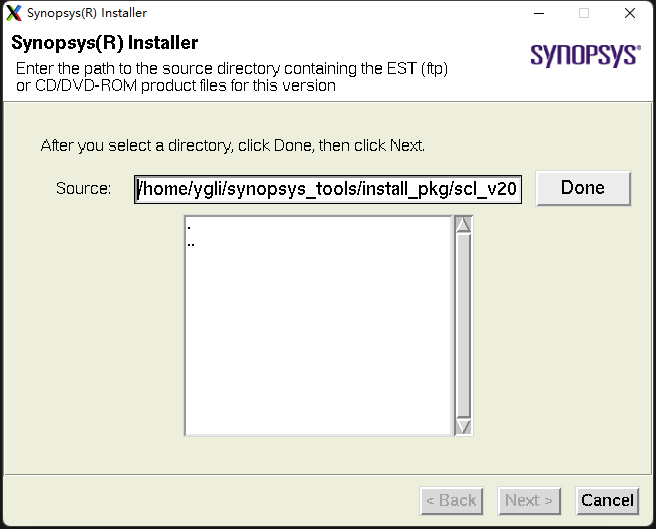 Synopsys(R) Installer
Synopsys(R) Installer
Enter the path to the source directory containing the EST (ftp)
or CD/DVD-ROM product files for this version
SYNOPSYS®
After you select a directory, click Done, then click Next.
Source: /home/ygli/synopsys_tools/install_pkg/scl_v20 Done
.
..
< Back Next > Cancel